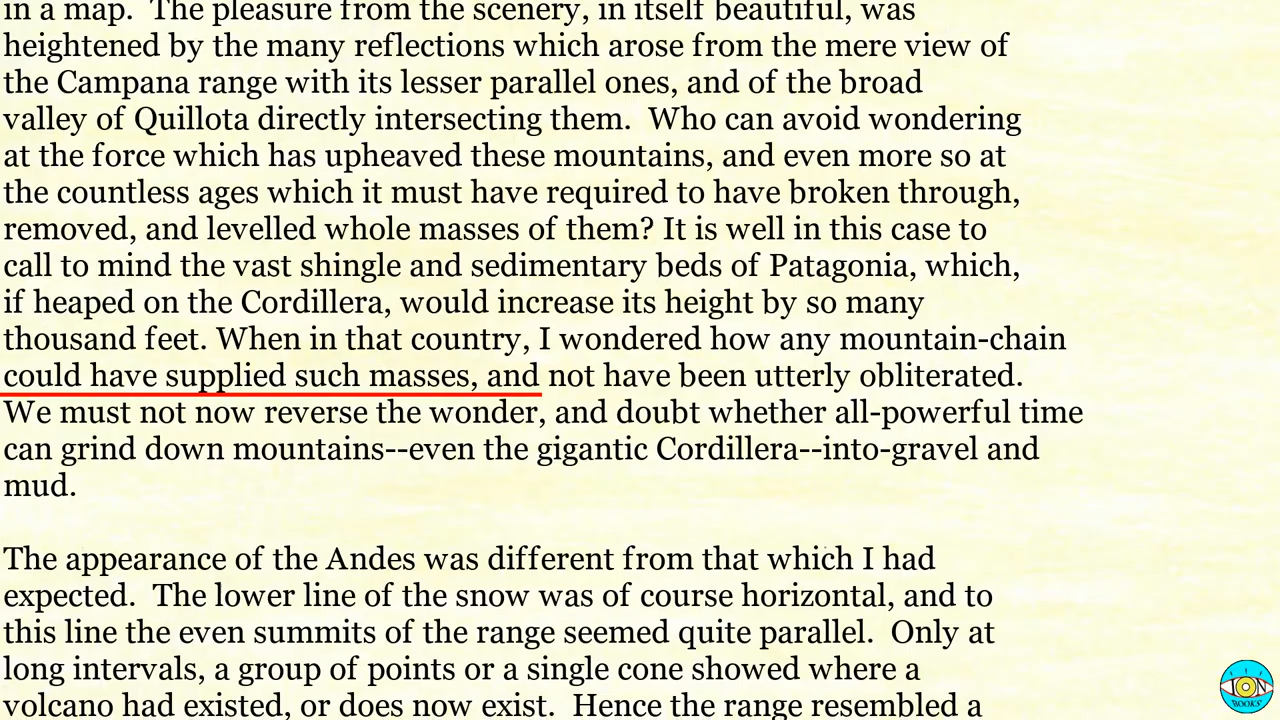 in a map.  The pleasure from the scenery, in itself beautiful, was
heightened by the many reflections which arose from the mere view of
the Campana range with its lesser parallel ones, and of the broad
valley of Quillota directly intersecting them.  Who can avoid wondering
at the force which has upheaved these mountains, and even more so at
the countless ages which it must have required to have broken through,
removed, and levelled whole masses of them? It is well in this case to
call to mind the vast shingle and sedimentary beds of Patagonia, which,
if heaped on the Cordillera, would increase its height by so many
thousand feet. When in that country, I wondered how any mountain-chain
could have supplied such masses, and not have been utterly obliterated.
We must not now reverse the wonder, and doubt whether all-powerful time
can grind down mountains--even the gigantic Cordillera--into-gravel and
mud.
The appearance of the Andes was different from that which I had
expected.  The lower line of the snow was of course horizontal, and to
this line the even summits of the range seemed quite parallel.  Only at
long intervals, a group of points or a single cone showed where a
volcano had existed, or does now exist.  Hence the range resembled a
ION
BOOKS